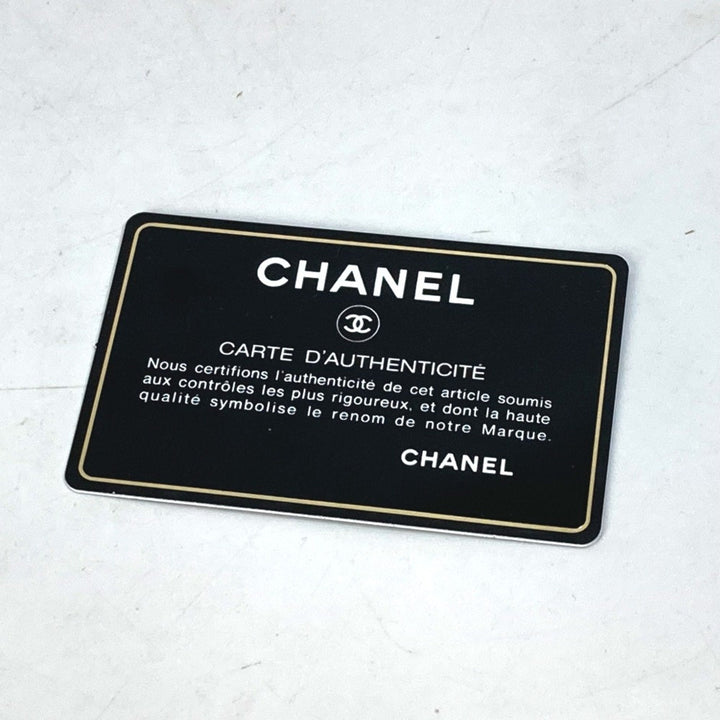 CHANEL
CARTE D'AUTHENTICITÉ
Nous certifions l'authenticité de cet article soumis
aux contrôles les plus rigoureux, et dont la haute
qualité symbolise le renom de notre Marque.
CHANEL